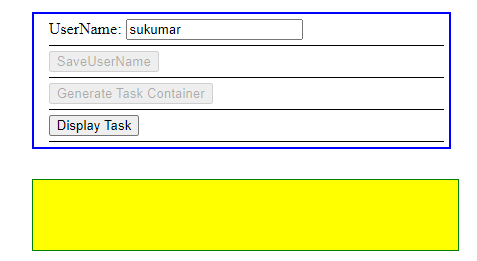 UserName: sukumar
SaveUserName
Generate Task Container
Display Task